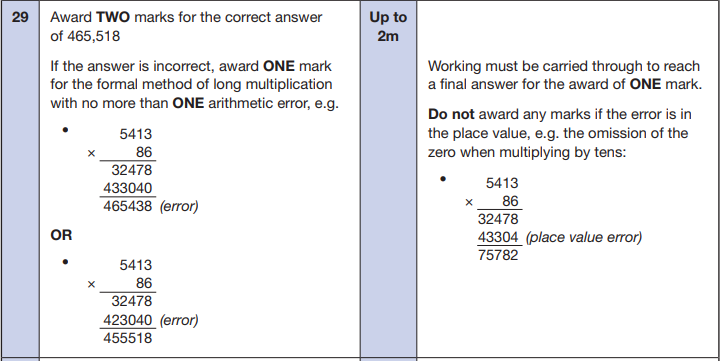 29
Award TWO marks for the correct answer
of 465,518
If the answer is incorrect, award ONE mark
for the formal method of long multiplication
with no more than ONE arithmetic error, e.g.
• 5413
× 86
32478
433040
465438 (error)
OR
• 5413
× 86
32478
423040 (error)
455518
Up to
2m
Working must be carried through to reach
a final answer for the award of ONE mark.
Do not award any marks if the error is in
the place value, e.g. the omission of the
zero when multiplying by tens:
• 5413
× 86
32478
43304 (place value error)
75782